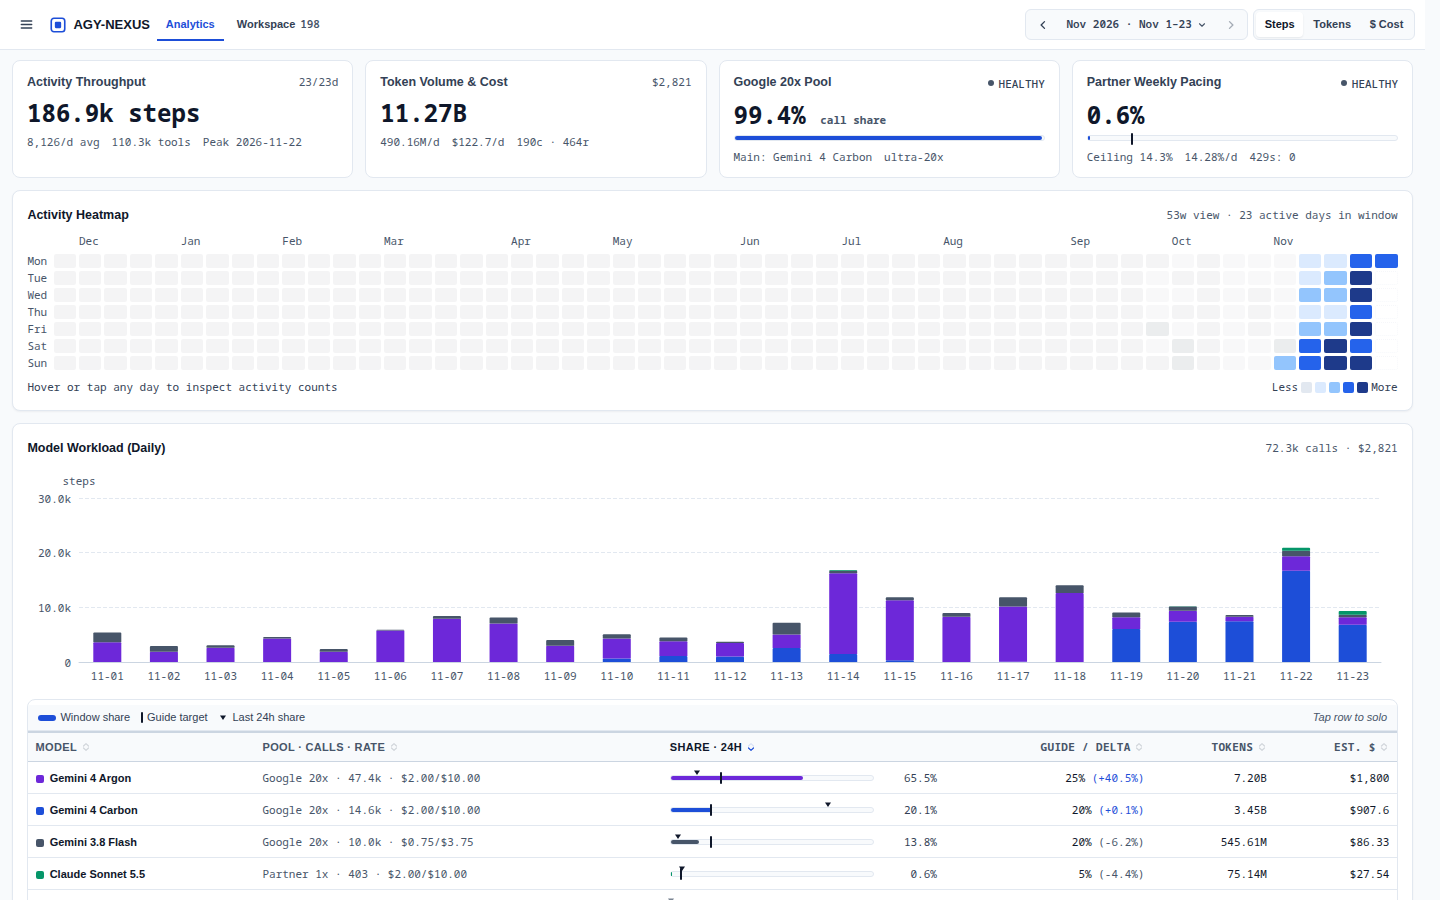 AGY-NEXUS Analytics Workspace 198 Nov 2026 · Nov 1-23 Steps Tokens $ Cost
Activity Throughput 23/23d
186.9k steps
8,126/d avg 110.3k tools Peak 2026-11-22
Token Volume & Cost $2,821
11.27B
490.16M/d $122.7/d 190c · 464r
Google 20x Pool HEALTHY
99.4% call share
Main: Gemini 4 Carbon ultra-20x
Partner Weekly Pacing HEALTHY
0.6%
Ceiling 14.3% 14.28%/d 429s: 0
Activity Heatmap 53w view · 23 active days in window
Dec Jan Feb Mar Apr May Jun Jul Aug Sep Oct Nov
Mon
Tue
Wed
Thu
Fri
Sat
Sun
Hover or tap any day to inspect activity counts Less More
Model Workload (Daily) 72.3k calls · $2,821
steps
30.0k
20.0k
10.0k
0
11-01 11-02 11-03 11-04 11-05 11-06 11-07 11-08 11-09 11-10 11-11 11-12 11-13 11-14 11-15 11-16 11-17 11-18 11-19 11-20 11-21 11-22 11-23
Window share Guide target Last 24h share Tap row to solo
MODEL POOL · CALLS · RATE SHARE · 24H GUIDE / DELTA TOKENS EST. $
Gemini 4 Argon Google 20x · 47.4k · $2.00/$10.00 65.5% 25% (+40.5%) 7.20B $1,800
Gemini 4 Carbon Google 20x · 14.6k · $2.00/$10.00 20.1% 20% (+0.1%) 3.45B $907.6
Gemini 3.8 Flash Google 20x · 10.0k · $0.75/$3.75 13.8% 20% (-6.2%) 545.61M $86.33
Claude Sonnet 5.5 Partner 1x · 403 · $2.00/$10.00 0.6% 5% (-4.4%) 75.14M $27.54